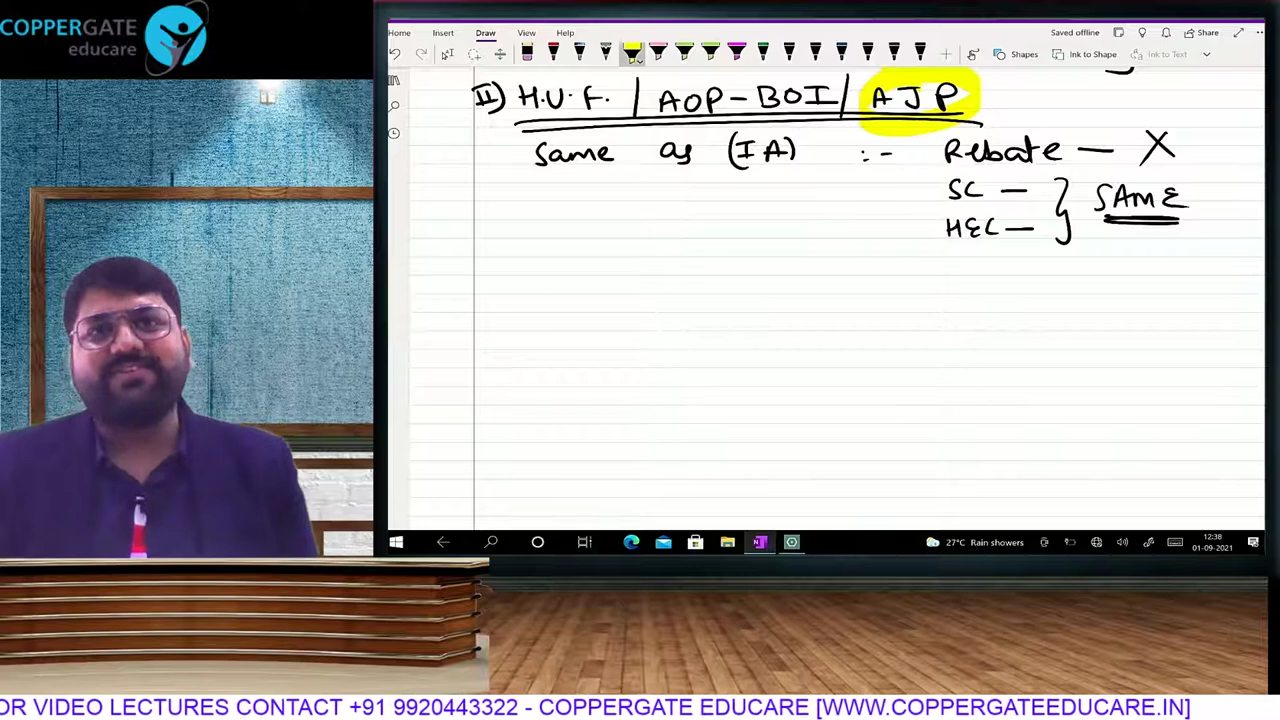 COPPERGATE
educare
Home Insert Draw View Help
Saved offline
Share
Shapes
Ink to Shape
Ink to Text
II) H.U.F. | AOP-BOI | AJP
Same as (IA) :- Rebate — X
SC — } SAME
HEC —
27°C Rain showers
12:38
01-09-2021
OR VIDEO LECTURES CONTACT +91 9920443322 - COPPERGATE EDUCARE [WWW.COPPERGATEEDUCARE.IN]